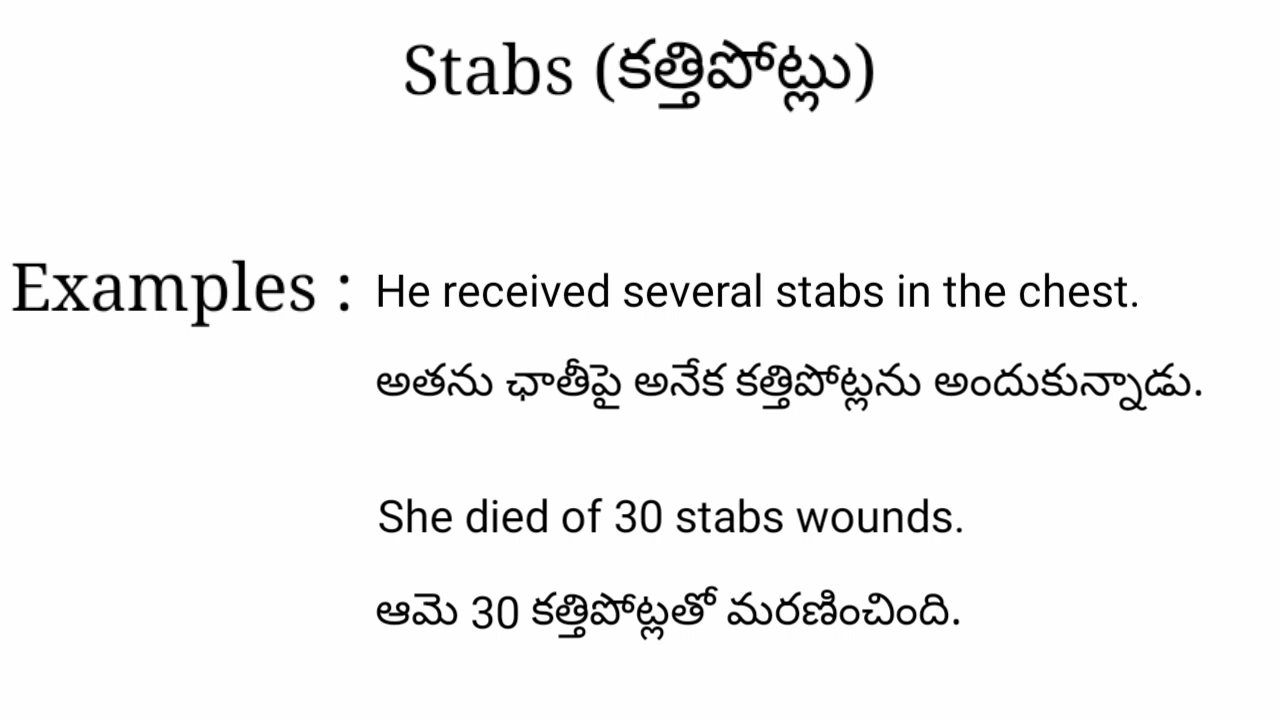 Stabs (కత్తిపోట్లు)
Examples : He received several stabs in the chest.
అతను ఛాతీపై అనేక కత్తిపోట్లను అందుకున్నాడు.
She died of 30 stabs wounds.
ఆమె 30 కత్తిపోట్లతో మరణించింది.